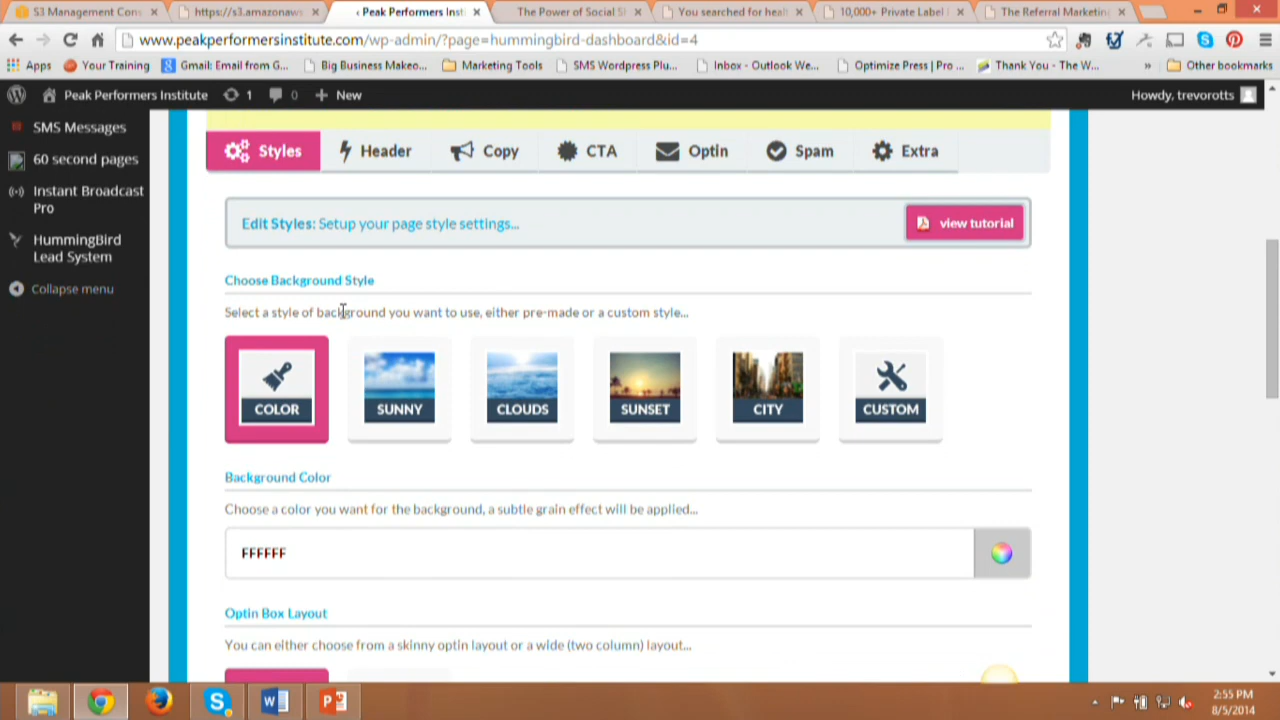 S3 Management Con
https://s3.amazonaw
Peak Performers Insti
The Power of Social S
You searched for heal
10,000+ Private Label
The Referral Marketin
www.peakperformersinstitute.com/wp-admin/?page=hummingbird-dashboard&id=4
Apps
Your Training
Gmail: Email from G...
Big Business Makeo...
Marketing Tools
SMS Wordpress Plu...
Inbox - Outlook We...
Optimize Press | Pro ...
Thank You - The W...
»
Other bookmarks
Peak Performers Institute
1
0
New
Howdy, trevorotts
SMS Messages
60 second pages
Instant Broadcast
Pro
HummingBird
Lead System
Collapse menu
Styles
Header
Copy
CTA
Optin
Spam
Extra
Edit Styles: Setup your page style settings...
view tutorial
Choose Background Style
Select a style of background you want to use, either pre-made or a custom style...
COLOR
SUNNY
CLOUDS
SUNSET
CITY
CUSTOM
Background Color
Choose a color you want for the background, a subtle grain effect will be applied...
FFFFFF
Optin Box Layout
You can either choose from a skinny optin layout or a wide (two column) layout...
2:55 PM
8/5/2014